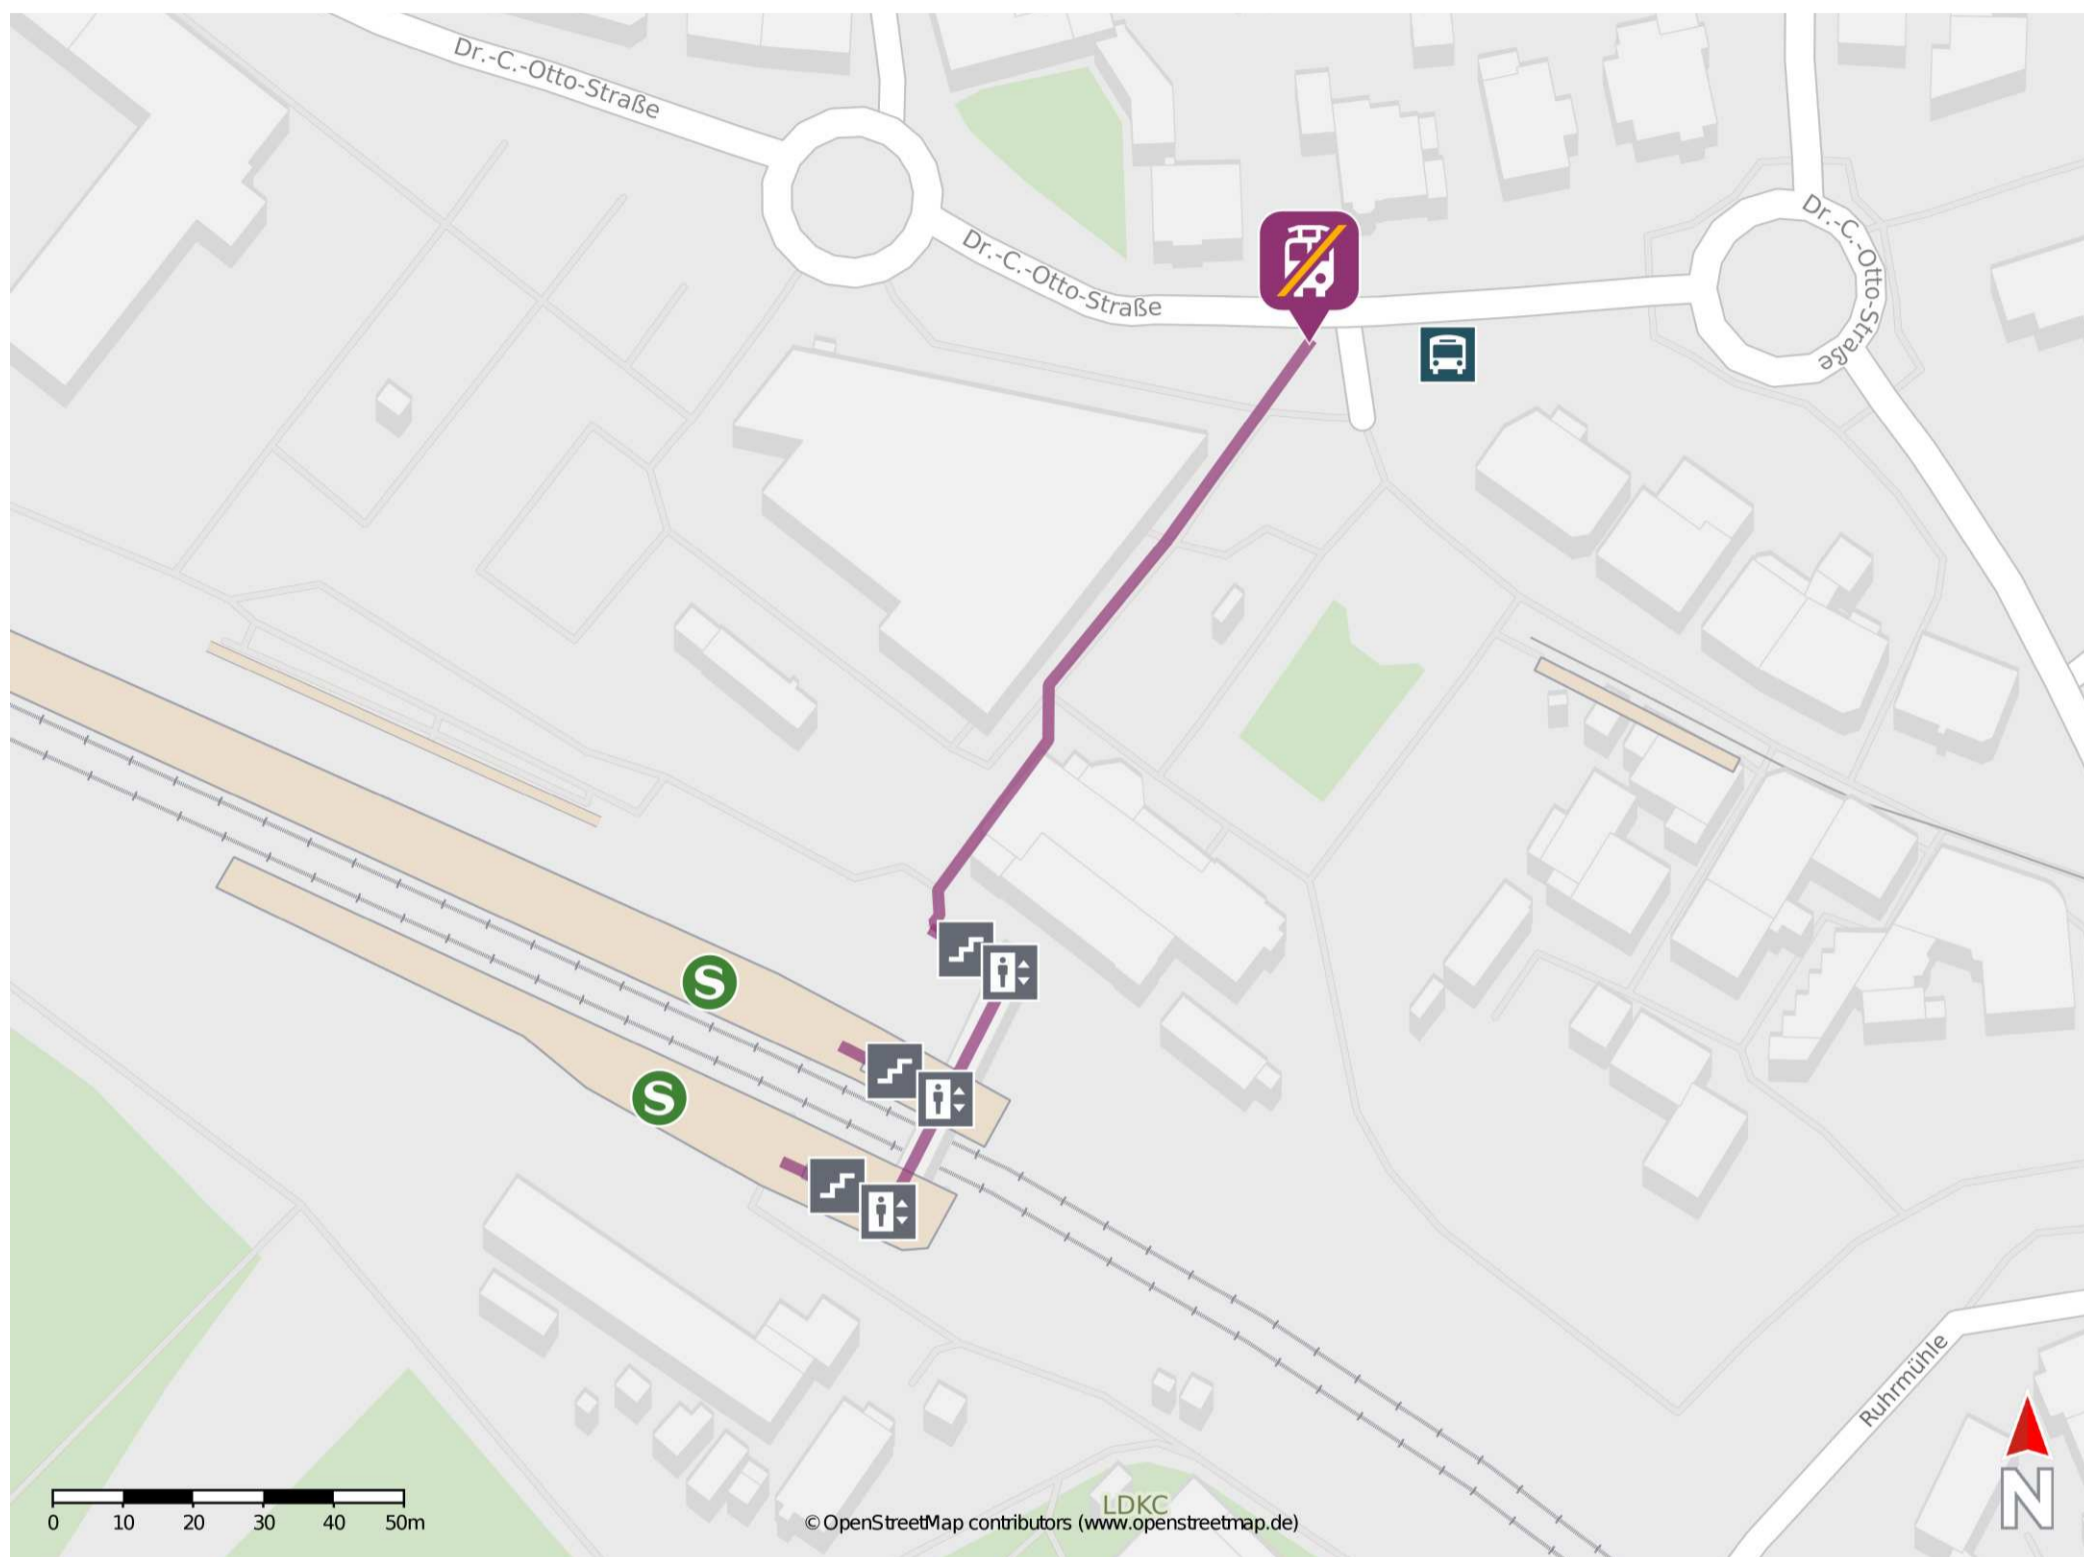 Dr.-C.-Otto-Straße
Dr.-C.-Otto-Straße
Dr.-C.-Otto-Straße
S
S
Ruhrmühle
N
LDKC
0 10 20 30 40 50m
© OpenStreetMap contributors (www.openstreetmap.de)